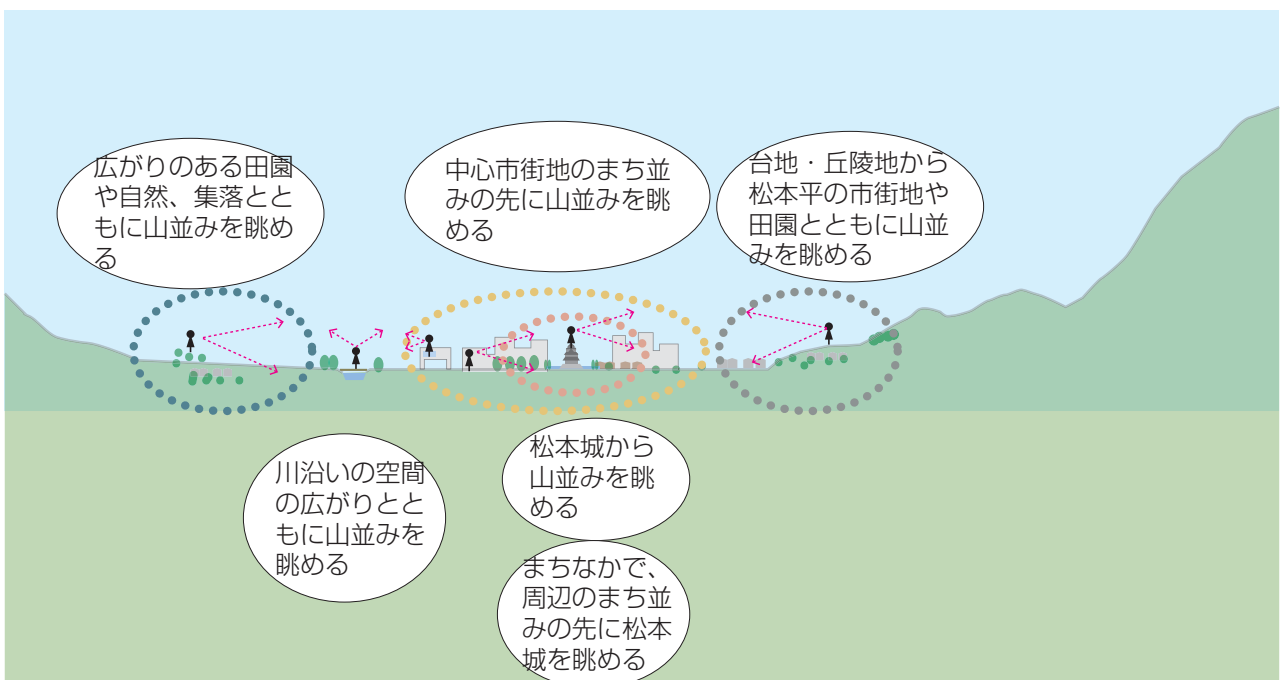 広がりのある田園
や自然、集落とと
もに山並みを眺め
る
中心市街地のまち並
みの先に山並みを眺
める
台地・丘陵地から
松本平の市街地や
田園とともに山並
みを眺める
川沿いの空間
の広がりとと
もに山並みを
眺める
松本城から
山並みを眺
める
まちなかで、
周辺のまち並
みの先に松本
城を眺める